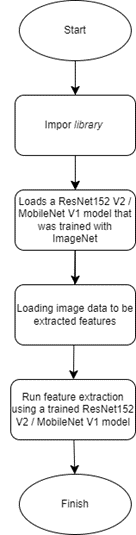 Start
Impor library
Loads a ResNet152 V2 /
MobileNet V1 model that
was trained with
ImageNet
Loading image data to be
extracted features
Run feature extraction
using a trained ResNet152
V2 / MobileNet V1 model
Finish